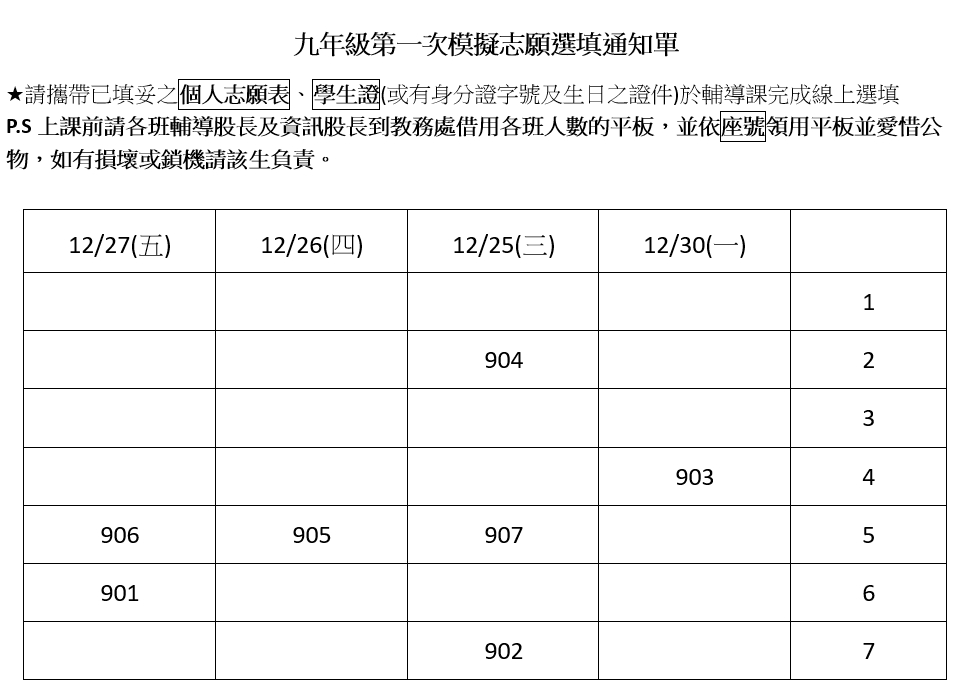 九年級第一次模擬志願選填通知單
★請攜帶已填妥之個人志願表、學生證(或有身分證字號及生日之證件)於輔導課完成線上選填
P.S 上課前請各班輔導股長及資訊股長到教務處借用各班人數的平板，並依座號領用平板並愛惜公
物，如有損壞或鎖機請該生負責。
12/27(五) 12/26(四) 12/25(三) 12/30(一)
1
904 2
3
903 4
906 905 907 5
901 6
902 7